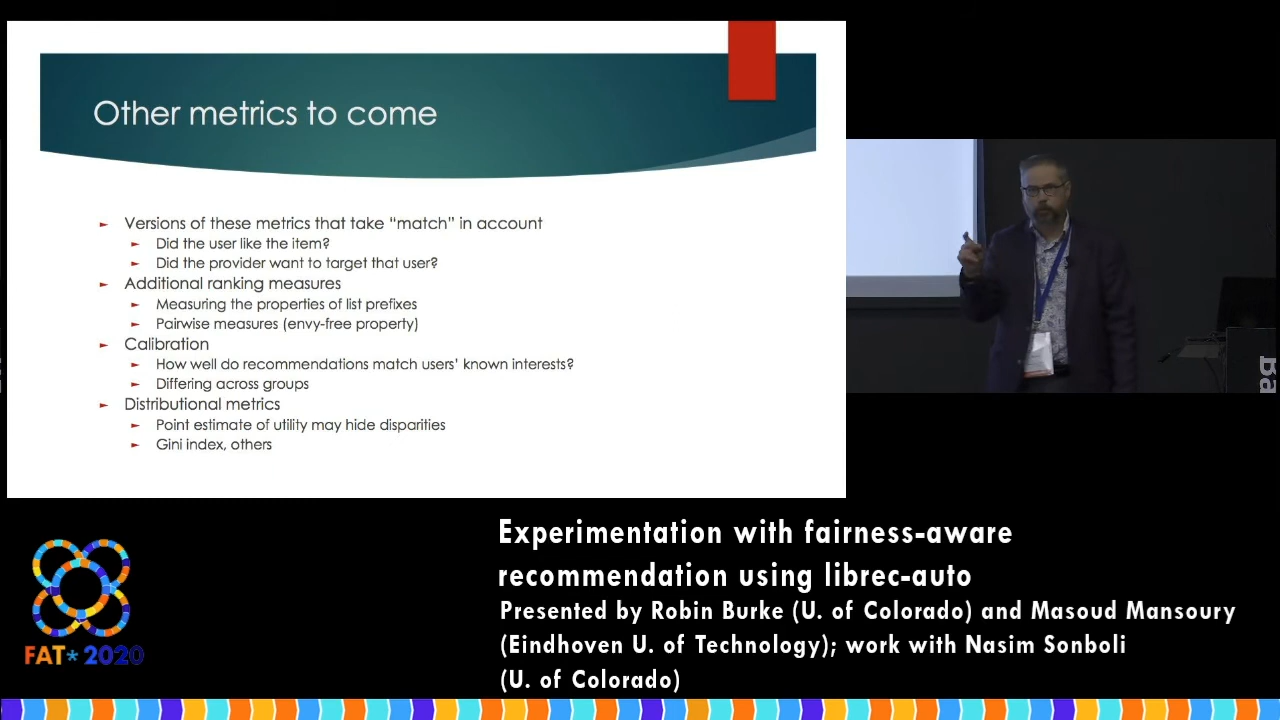 Other metrics to come
Versions of these metrics that take “match” in account
Did the user like the item?
Did the provider want to target that user?
Additional ranking measures
Measuring the properties of list prefixes
Pairwise measures (envy-free property)
Calibration
How well do recommendations match users’ known interests?
Differing across groups
Distributional metrics
Point estimate of utility may hide disparities
Gini index, others
Experimentation with fairness-aware
recommendation using librec-auto
Presented by Robin Burke (U. of Colorado) and Masoud Mansoury
(Eindhoven U. of Technology); work with Nasim Sonboli
(U. of Colorado)
FAT* 2020